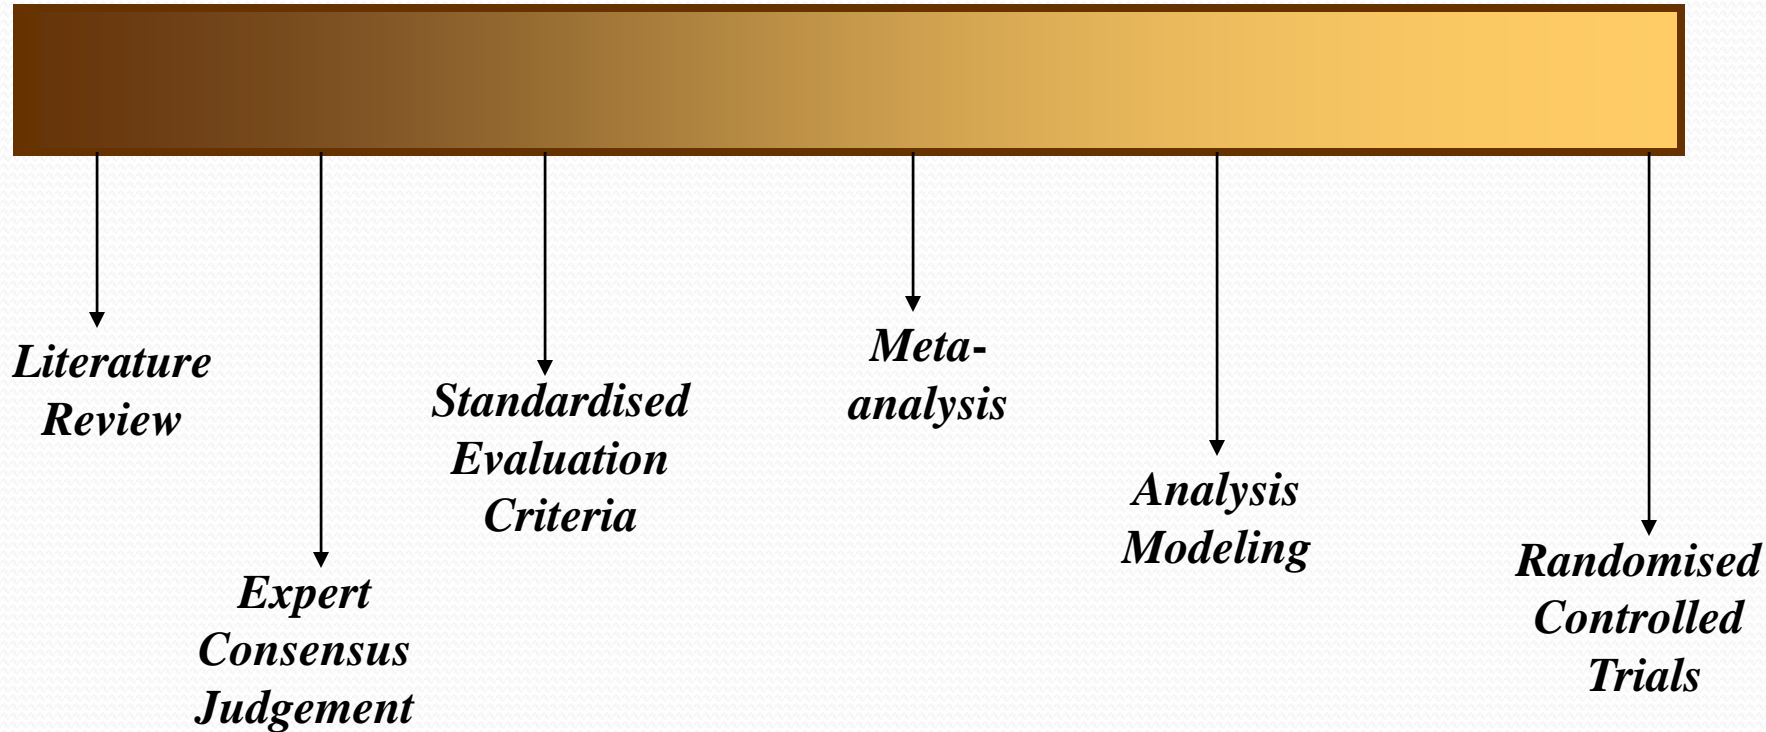 Literature
Review
Expert
Consensus
Judgement
Standardised
Evaluation
Criteria
Meta-
analysis
Analysis
Modeling
Randomised
Controlled
Trials